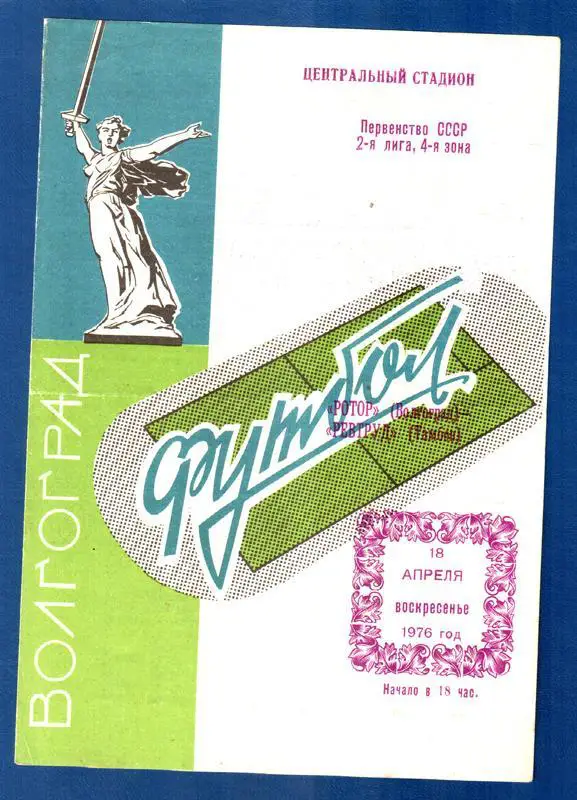 ЦЕНТРАЛЬНЫЙ СТАДИОН
Первенство СССР
2-я лига, 4-я зона
ВОЛГОГРАД
футбол
«РОТОР» (Волгоград)—
«РЕВТРУД» (Тамбов)
18
АПРЕЛЯ
воскресенье
1976 год
Начало в 18 час.